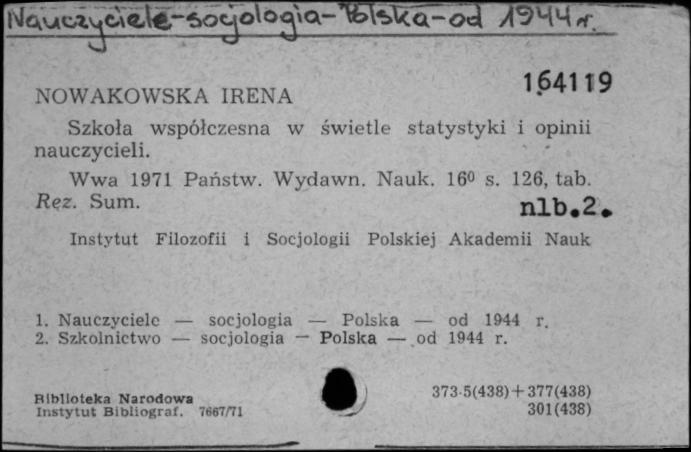 Nauczyciele-socjologia-Polska-od 1944 r.
164119
NOWAKOWSKA IRENA
Szkoła współczesna w świetle statystyki i opinii
nauczycieli.
Wwa 1971 Państw. Wydawn. Nauk. 16⁰ s. 126, tab.
Ręz. Sum.
nlb.2.
Instytut Filozofii i Socjologii Polskiej Akademii Nauk
1. Nauczyciele — socjologia — Polska — od 1944 r.
2. Szkolnictwo — socjologia — Polska — od 1944 r.
Biblioteka Narodowa
Instytut Bibliograf. 7667/71
373·5(438)+377(438)
301(438)